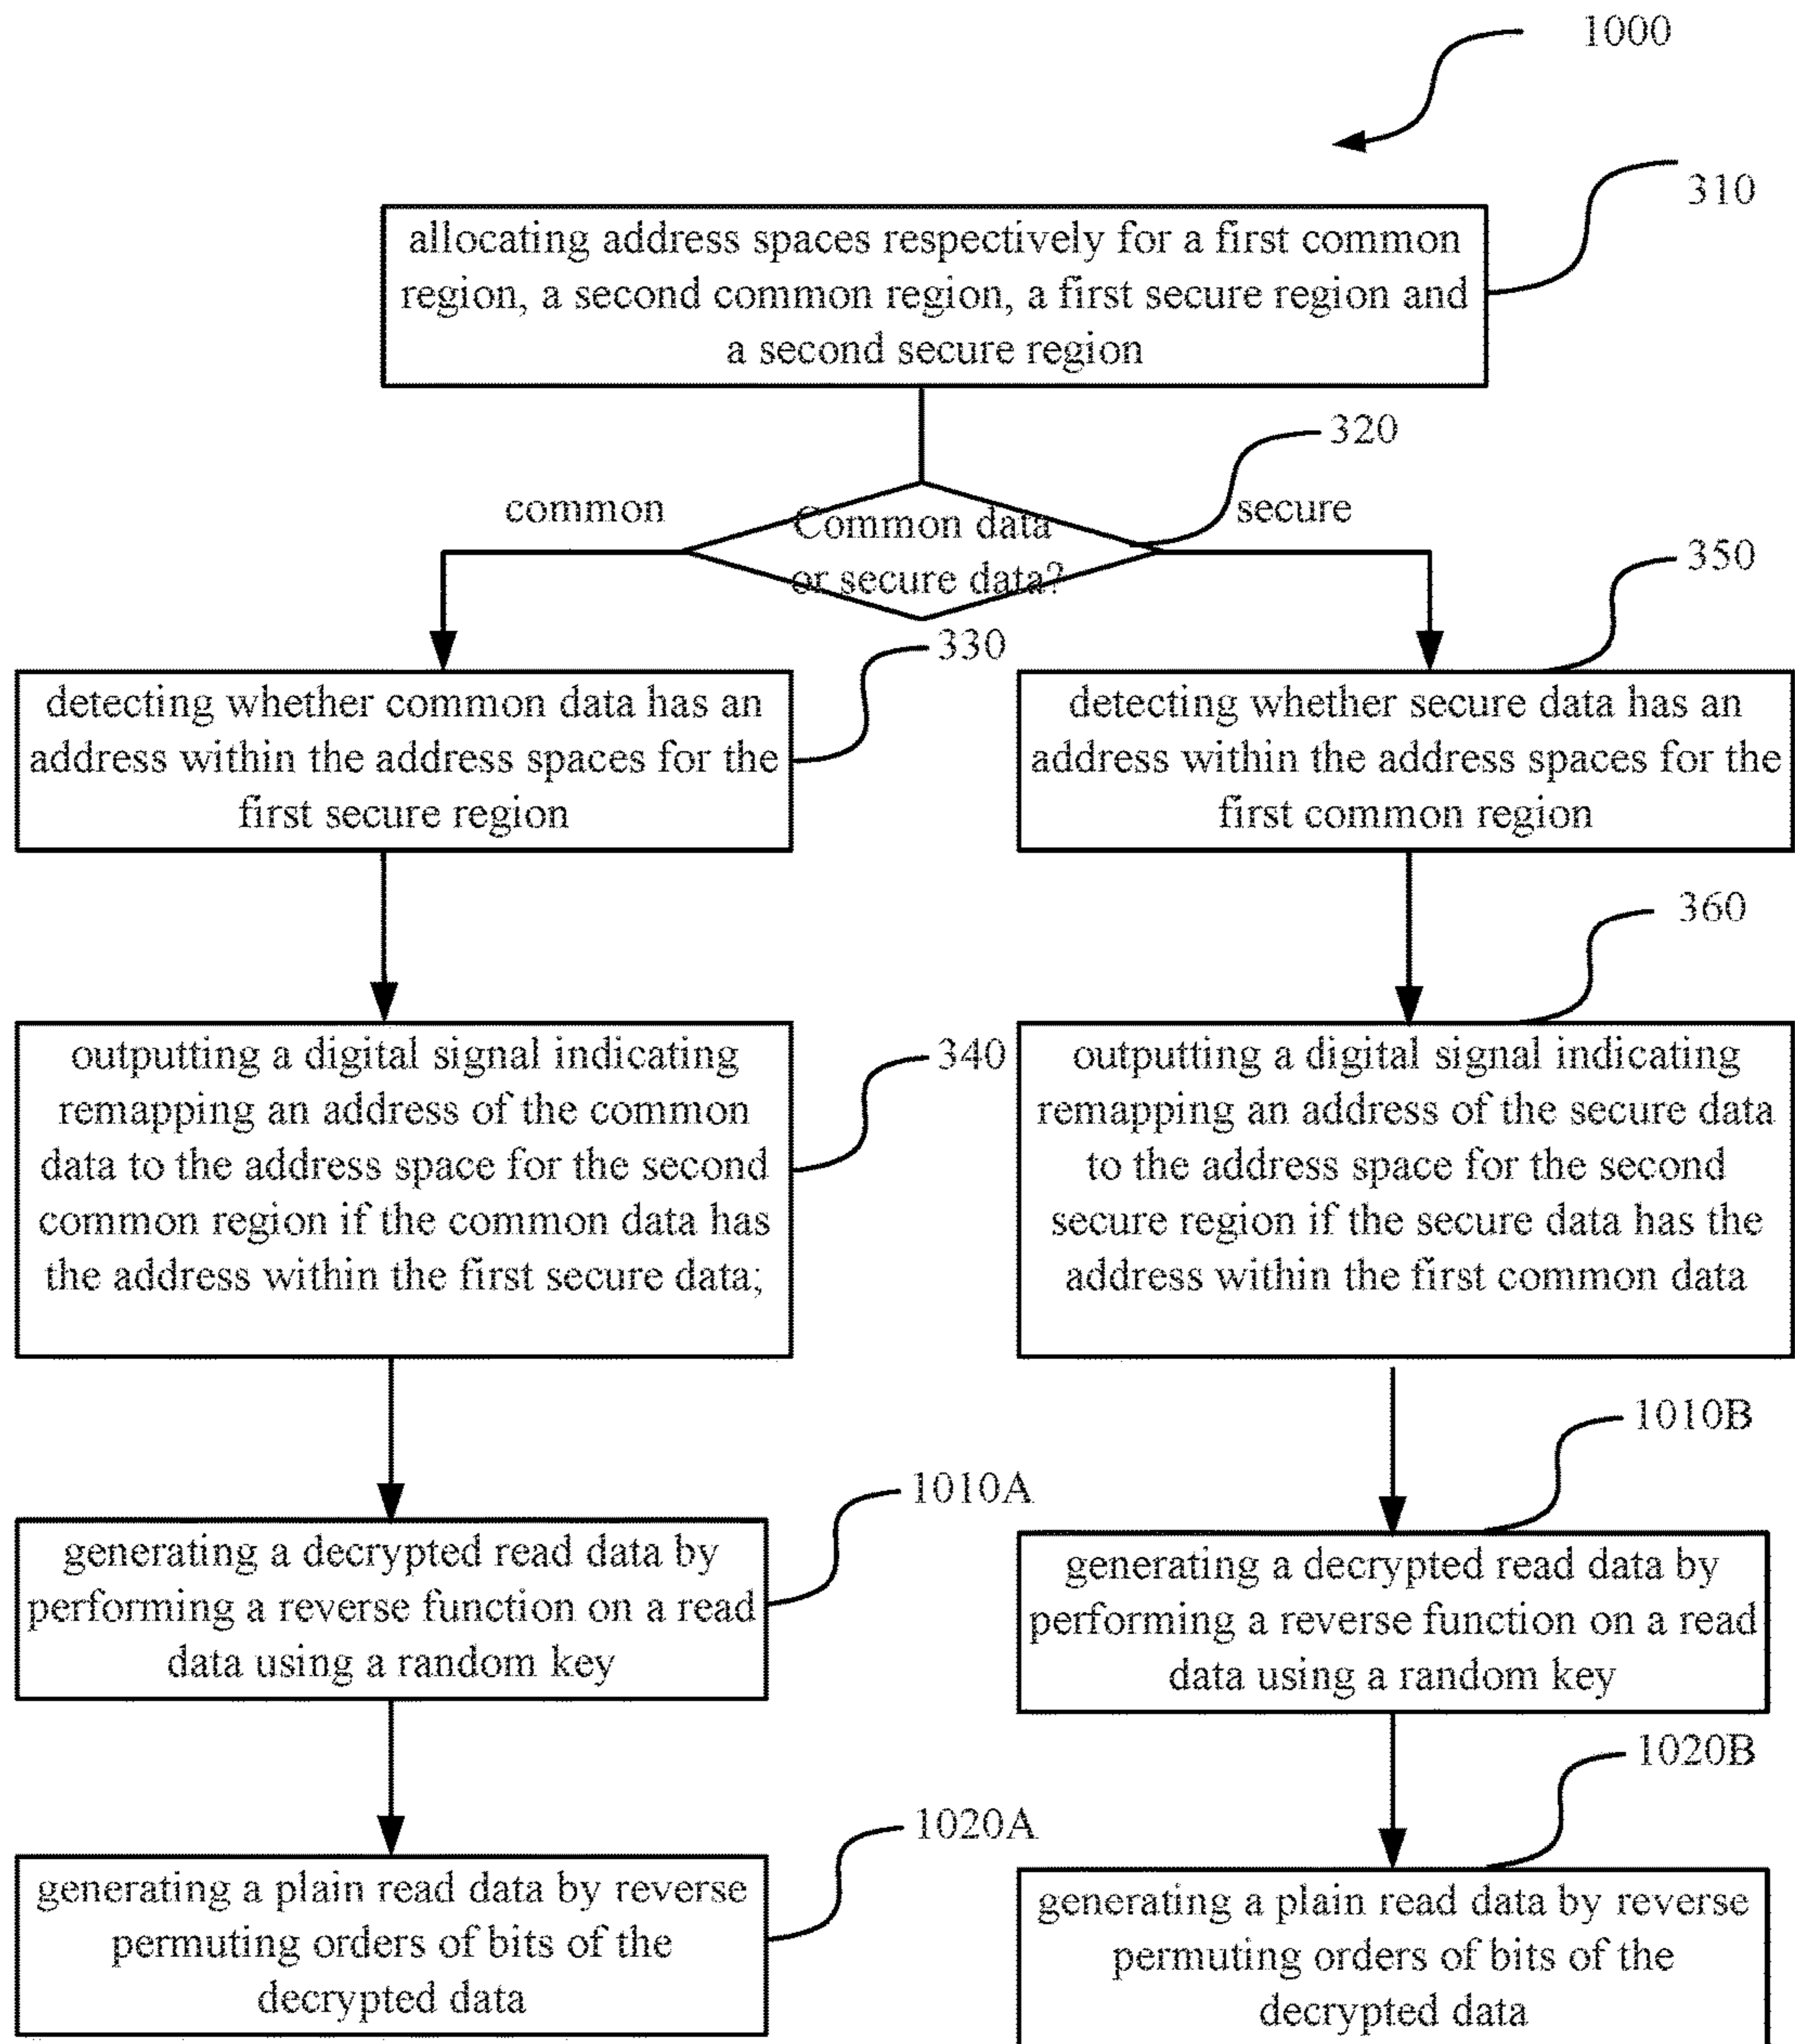 1000
310
allocating address spaces respectively for a first common
region, a second common region, a first secure region and
a second secure region
320
common
secure
Common data
or secure data?
350
330
detecting whether common data has an
address within the address spaces for the
first secure region
detecting whether secure data has an
address within the address spaces for the
first common region
360
340
outputting a digital signal indicating
remapping an address of the common
data to the address space for the second
common region if the common data has
the address within the first secure data;
outputting a digital signal indicating
remapping an address of the secure data
to the address space for the second
secure region if the secure data has the
address within the first common data
1010B
1010A
generating a decrypted read data by
performing a reverse function on a read
data using a random key
generating a decrypted read data by
performing a reverse function on a read
data using a random key
1020B
1020A
generating a plain read data by reverse
permuting orders of bits of the
decrypted data
generating a plain read data by reverse
permuting orders of bits of the
decrypted data